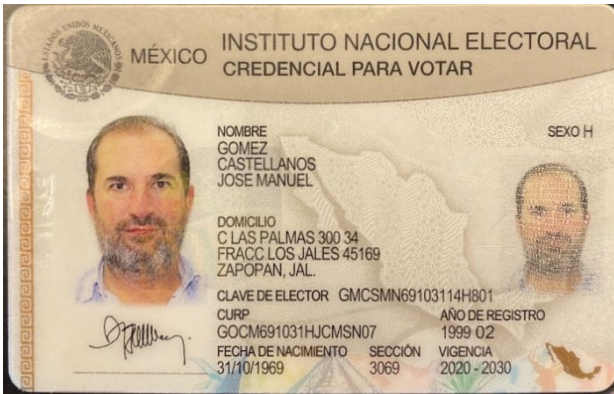 ESTADOS UNIDOS MEXICANOS
MÉXICO
INSTITUTO NACIONAL ELECTORAL
CREDENCIAL PARA VOTAR
NOMBRE
GOMEZ
CASTELLANOS
JOSE MANUEL
SEXO H
DOMICILIO
C LAS PALMAS 300 34
FRACC LOS JALES 45169
ZAPOPAN, JAL.
CLAVE DE ELECTOR GMCSMN69103114H801
CURP
GOCM691031HJCMSN07
AÑO DE REGISTRO
1999 02
FECHA DE NACIMIENTO
31/10/1969
SECCIÓN
3069
VIGENCIA
2020 - 2030